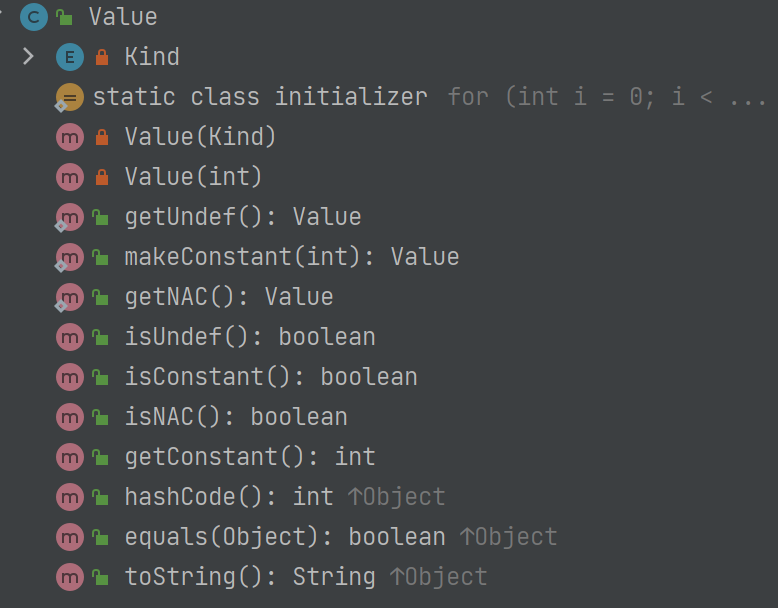 C Value
E Kind
static class initializer for (int i = 0; i < ...
m Value(Kind)
m Value(int)
m getUndef(): Value
m makeConstant(int): Value
m getNAC(): Value
m isUndef(): boolean
m isConstant(): boolean
m isNAC(): boolean
m getConstant(): int
m hashCode(): int ↑Object
m equals(Object): boolean ↑Object
m toString(): String ↑Object